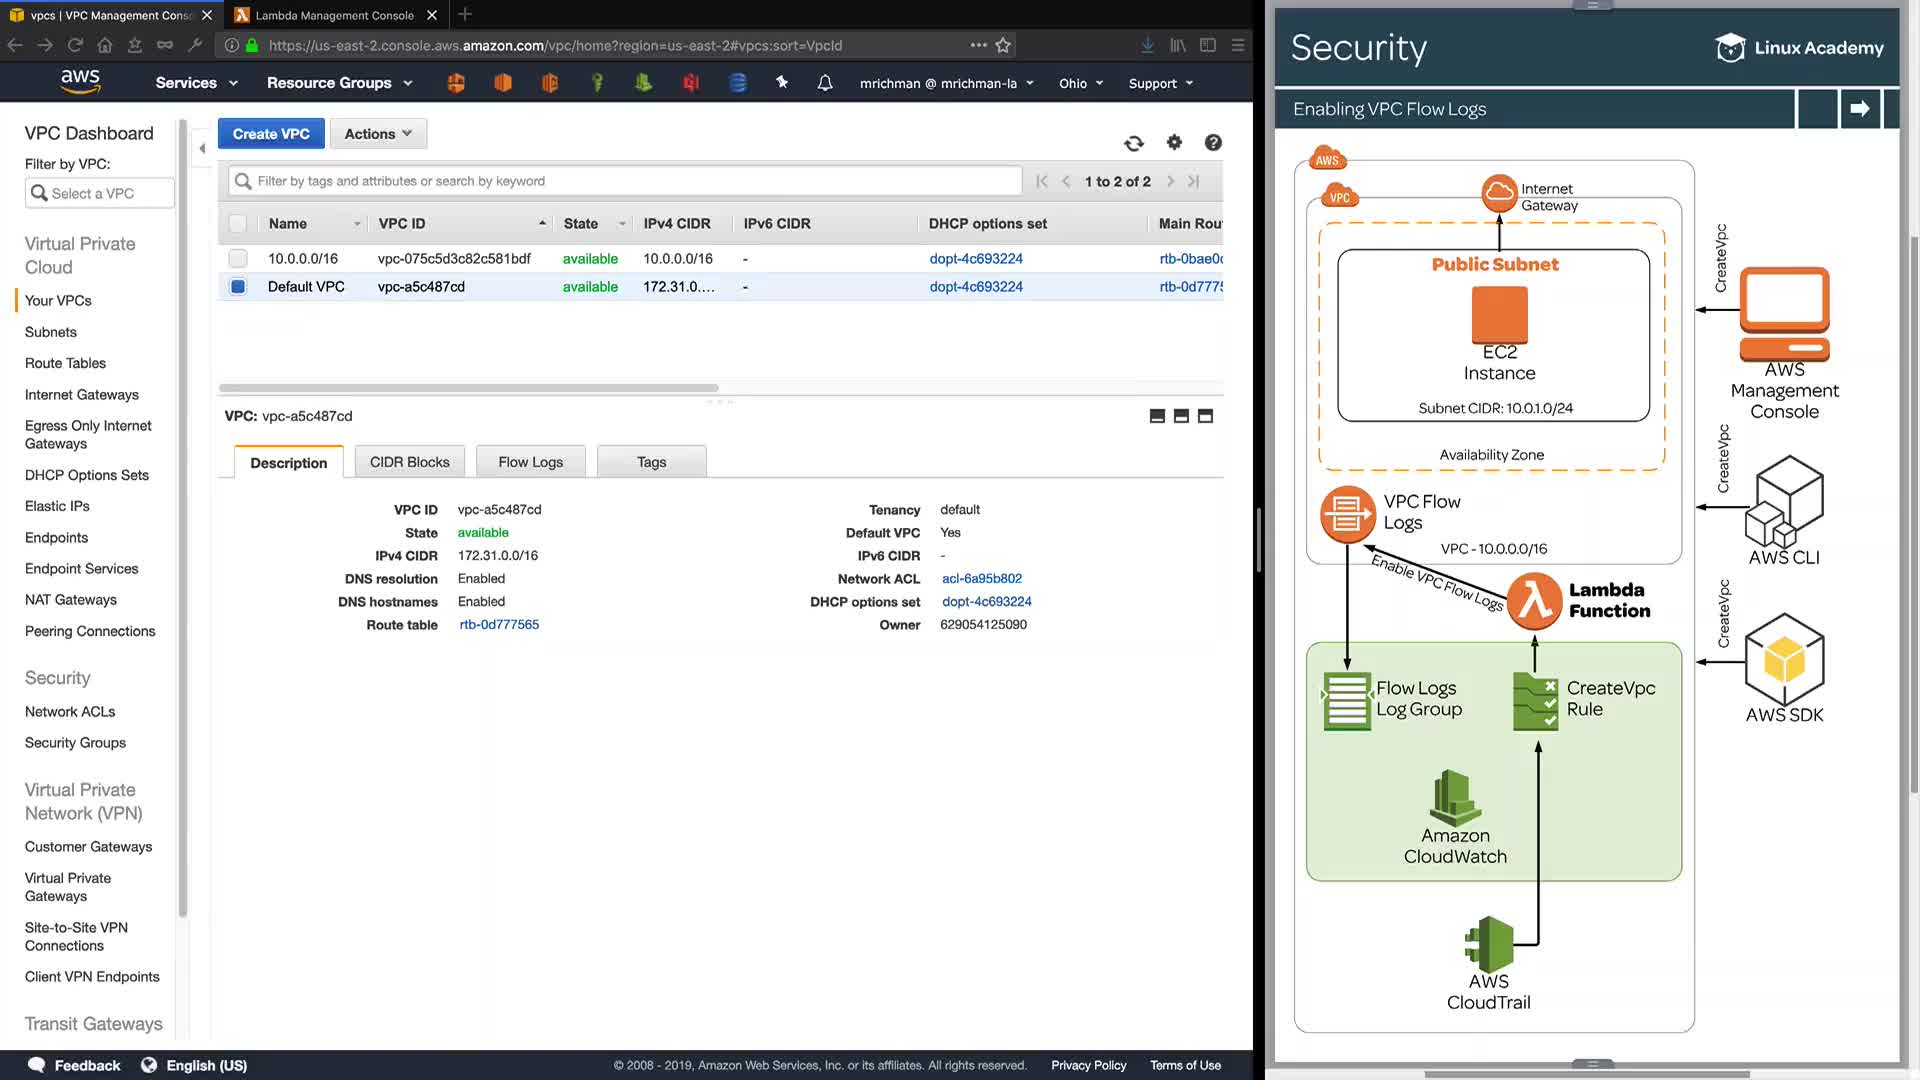 vpcs | VPC Management Cons
Lambda Management Console
https://us-east-2.console.aws.amazon.com/vpc/home?region=us-east-2#vpcs:sort=VpcId
aws
Services
Resource Groups
mrichman @ mrichman-la
Ohio
Support
VPC Dashboard
Filter by VPC:
Select a VPC
Virtual Private
Cloud
Your VPCs
Subnets
Route Tables
Internet Gateways
Egress Only Internet
Gateways
DHCP Options Sets
Elastic IPs
Endpoints
Endpoint Services
NAT Gateways
Peering Connections
Security
Network ACLs
Security Groups
Virtual Private
Network (VPN)
Customer Gateways
Virtual Private
Gateways
Site-to-Site VPN
Connections
Client VPN Endpoints
Transit Gateways
Create VPC
Actions
Filter by tags and attributes or search by keyword
1 to 2 of 2
Name VPC ID State IPv4 CIDR IPv6 CIDR DHCP options set Main Rou
10.0.0.0/16 vpc-075c5d3c82c581bdf available 10.0.0.0/16 - dopt-4c693224 rtb-0bae0c
Default VPC vpc-a5c487cd available 172.31.0.... - dopt-4c693224 rtb-0d7775
VPC: vpc-a5c487cd
Description
CIDR Blocks
Flow Logs
Tags
VPC ID vpc-a5c487cd
State available
IPv4 CIDR 172.31.0.0/16
DNS resolution Enabled
DNS hostnames Enabled
Route table rtb-0d777565
Tenancy default
Default VPC Yes
IPv6 CIDR -
Network ACL acl-6a95b802
DHCP options set dopt-4c693224
Owner 629054125090
Feedback
English (US)
© 2008 - 2019, Amazon Web Services, Inc. or its affiliates. All rights reserved.
Privacy Policy
Terms of Use
Security
Linux Academy
Enabling VPC Flow Logs
AWS
VPC
Internet
Gateway
Public Subnet
EC2
Instance
Subnet CIDR: 10.0.1.0/24
Availability Zone
VPC Flow
Logs
VPC - 10.0.0.0/16
Enable VPC Flow Logs
Lambda
Function
Flow Logs
Log Group
CreateVpc
Rule
Amazon
CloudWatch
AWS
CloudTrail
CreateVpc
AWS
Management
Console
CreateVpc
AWS CLI
CreateVpc
AWS SDK